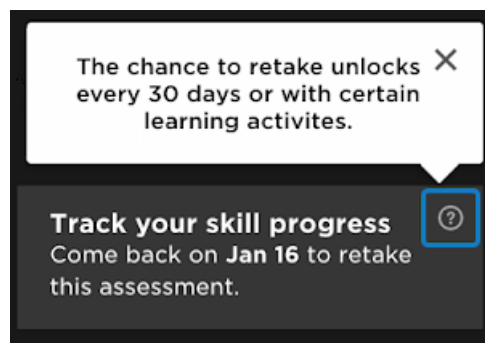 The chance to retake unlocks
every 30 days or with certain
learning activites.
Track your skill progress
Come back on Jan 16 to retake
this assessment.